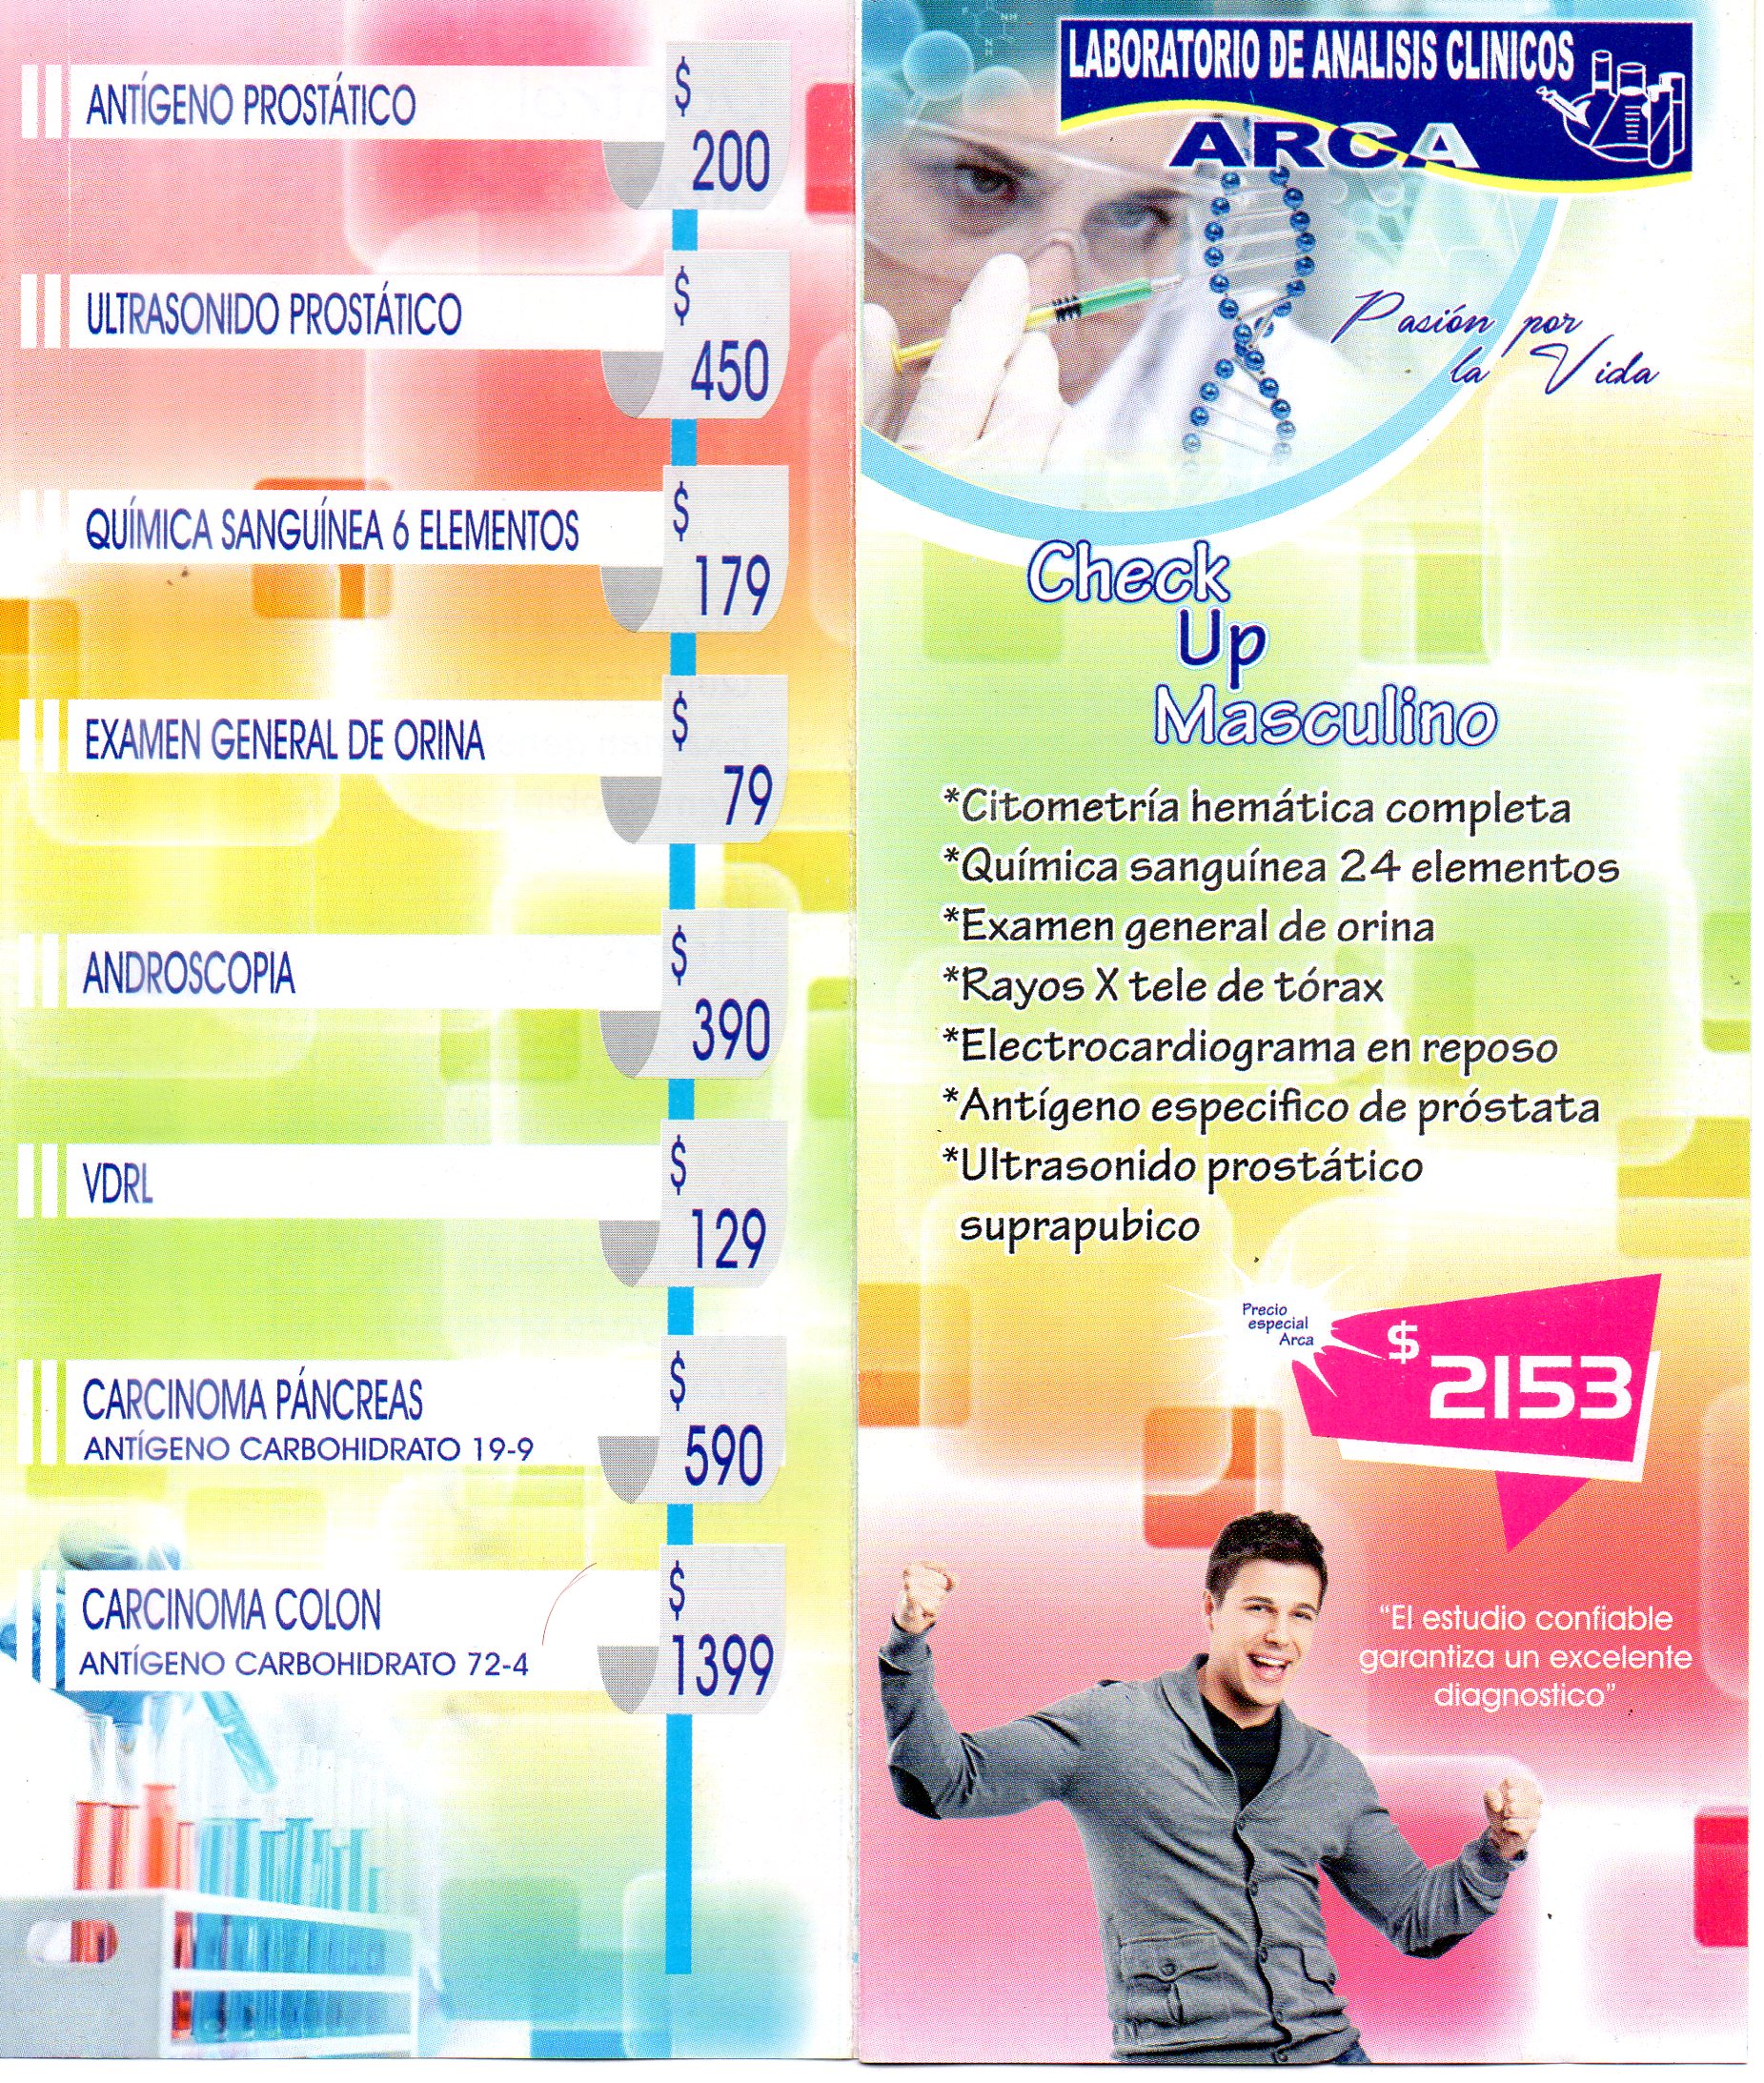 ANTÍGENO PROSTÁTICO
$
200
ULTRASONIDO PROSTÁTICO
$
450
QUÍMICA SANGUÍNEA 6 ELEMENTOS
$
179
EXAMEN GENERAL DE ORINA
$
79
ANDROSCOPIA
$
390
VDRL
$
129
CARCINOMA PÁNCREAS
ANTÍGENO CARBOHIDRATO 19-9
$
590
CARCINOMA COLON
ANTÍGENO CARBOHIDRATO 72-4
$
1399
LABORATORIO DE ANALISIS CLINICOS
ARCA
Pasión por
la Vida
Check
Up
Masculino
*Citometría hemática completa
*Química sanguínea 24 elementos
*Examen general de orina
*Rayos X tele de tórax
*Electrocardiograma en reposo
*Antígeno especifico de próstata
*Ultrasonido prostático
suprapubico
Precio
especial
Arca
$
2153
“El estudio confiable
garantiza un excelente
diagnostico”